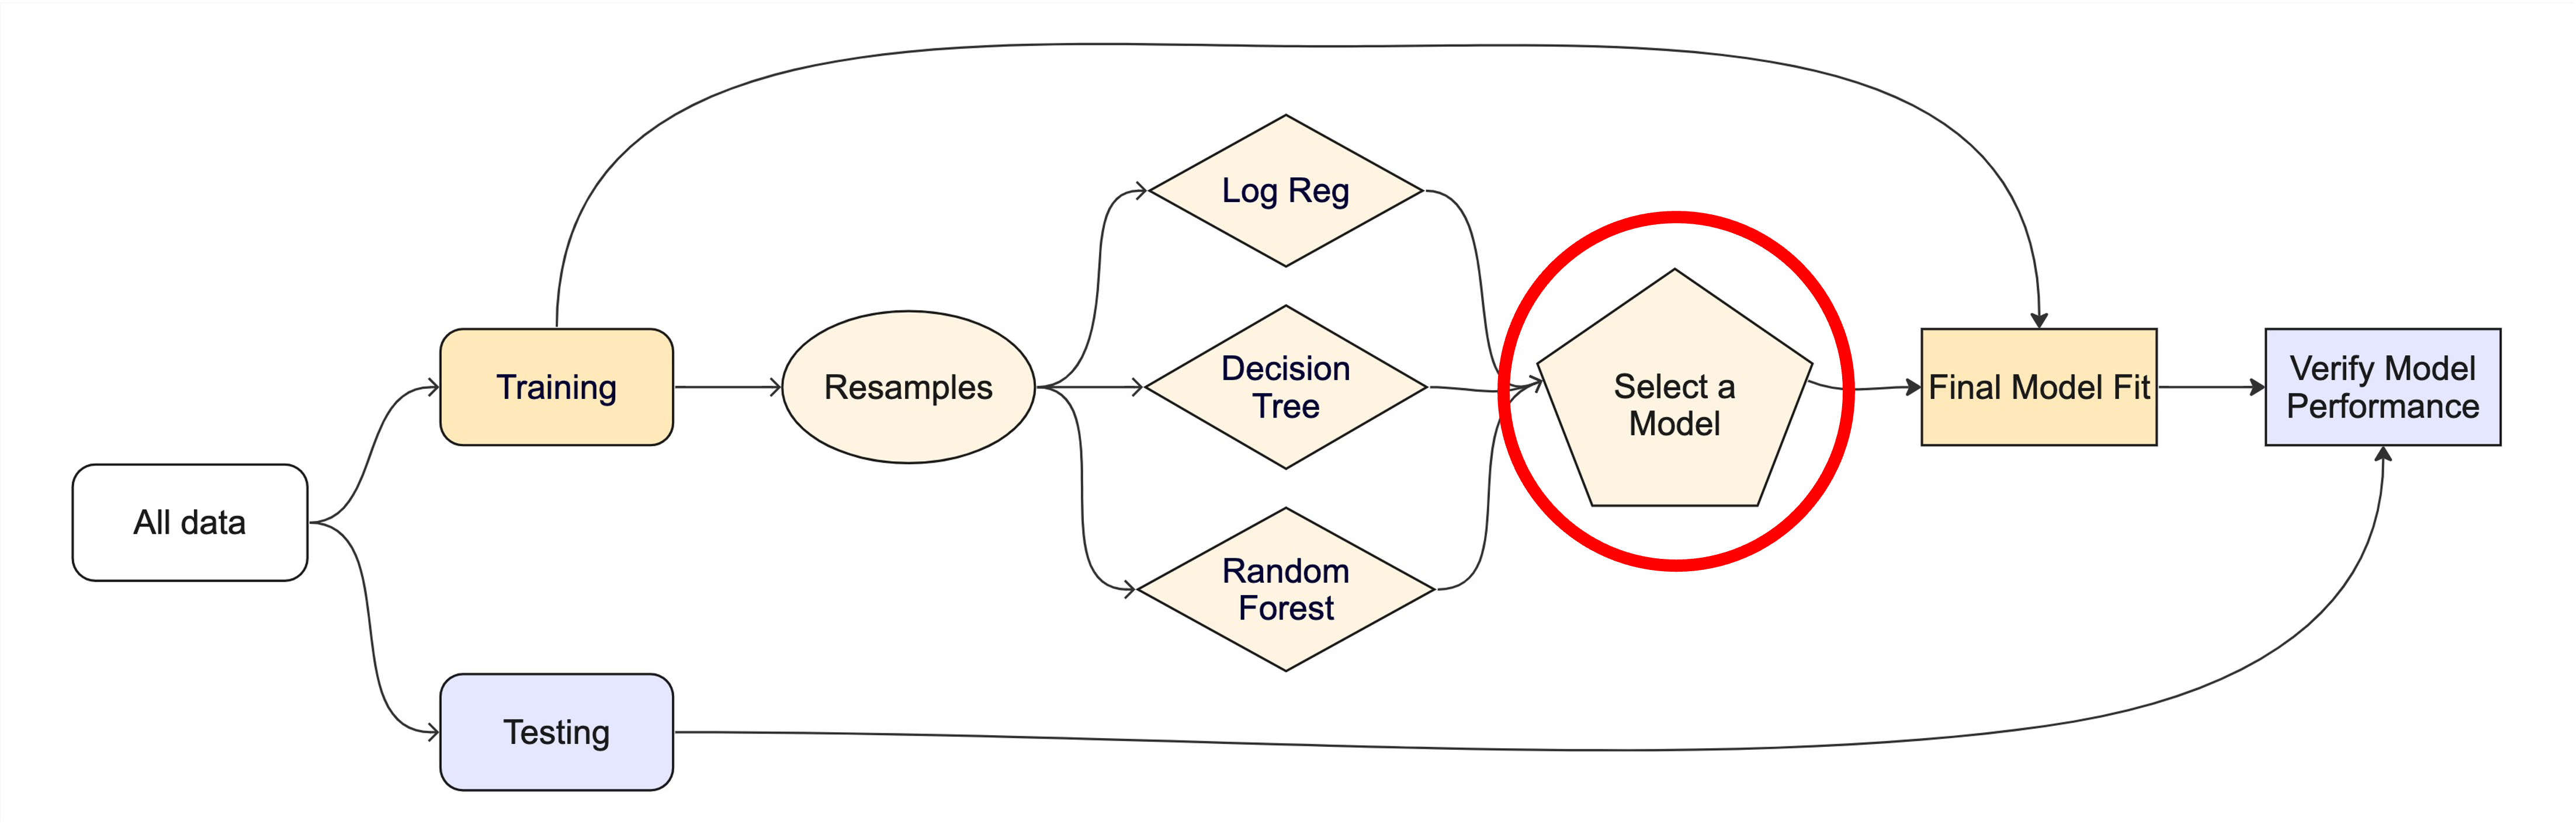 All data
Training
Testing
Resamples
Log Reg
Decision
Tree
Random
Forest
Select a
Model
Final Model Fit
Verify Model
Performance